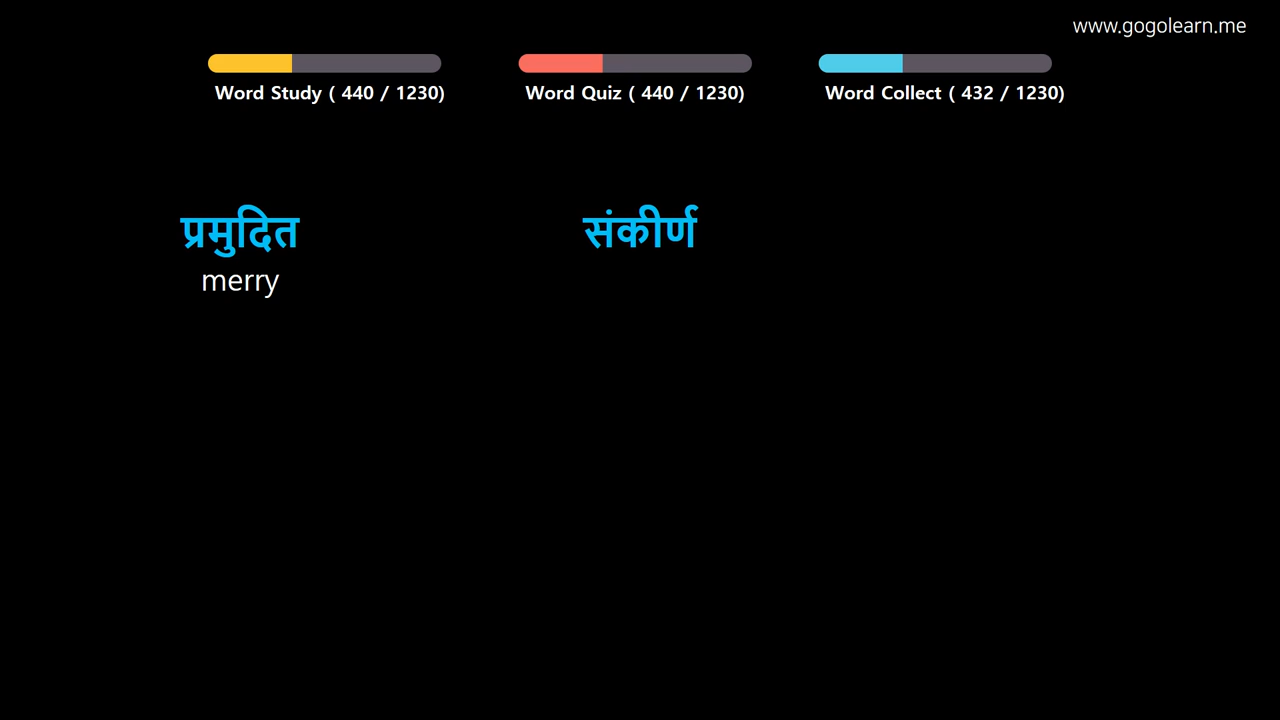 www.gogolearn.me
Word Study ( 440 / 1230)
Word Quiz ( 440 / 1230)
Word Collect ( 432 / 1230)
प्रमुदित
merry
संकीर्ण